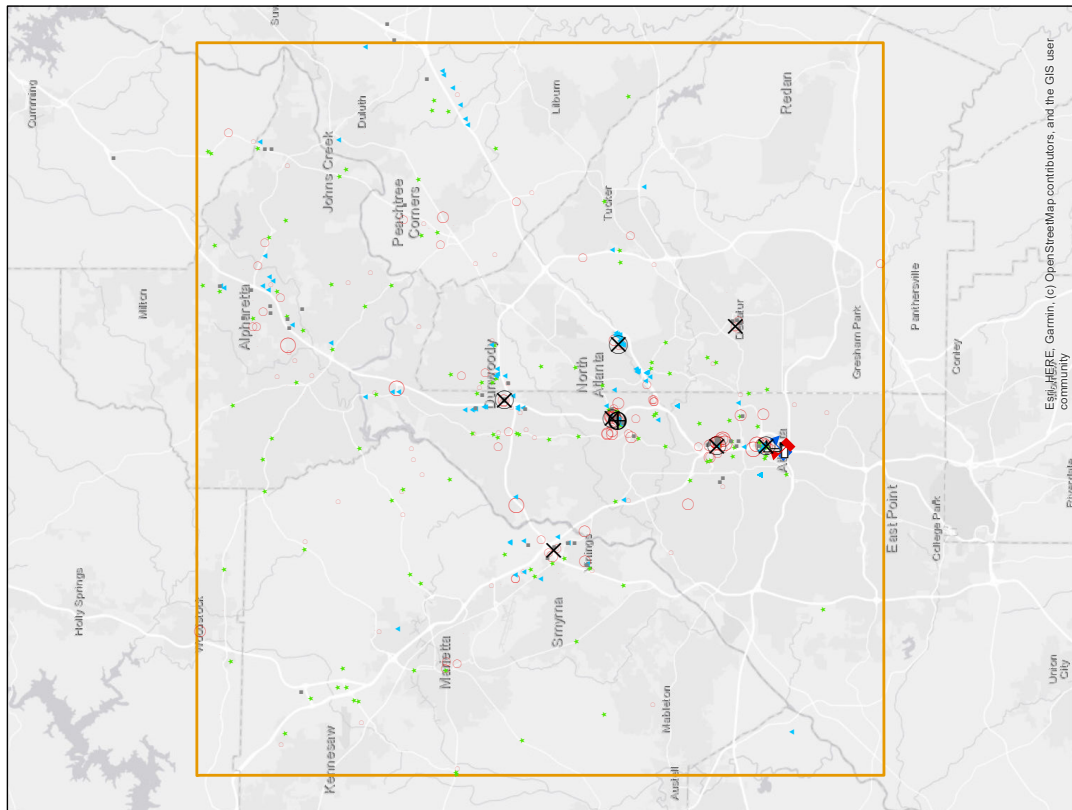 Cumming
Holly Springs
Milton
Woodstock
Alpharetta
Johns Creek
Duluth
Kennesaw
Peachtree
Corners
Marietta
Dunwoody
Lilburn
Smyrna
Vinings
North
Atlanta
Tucker
Mableton
Austell
Decatur
Redan
Gresham Park
East Point
Panthersville
College Park
Conley
Union
City
Riverdale
Esri, HERE, Garmin, (c) OpenStreetMap contributors, and the GIS user
community